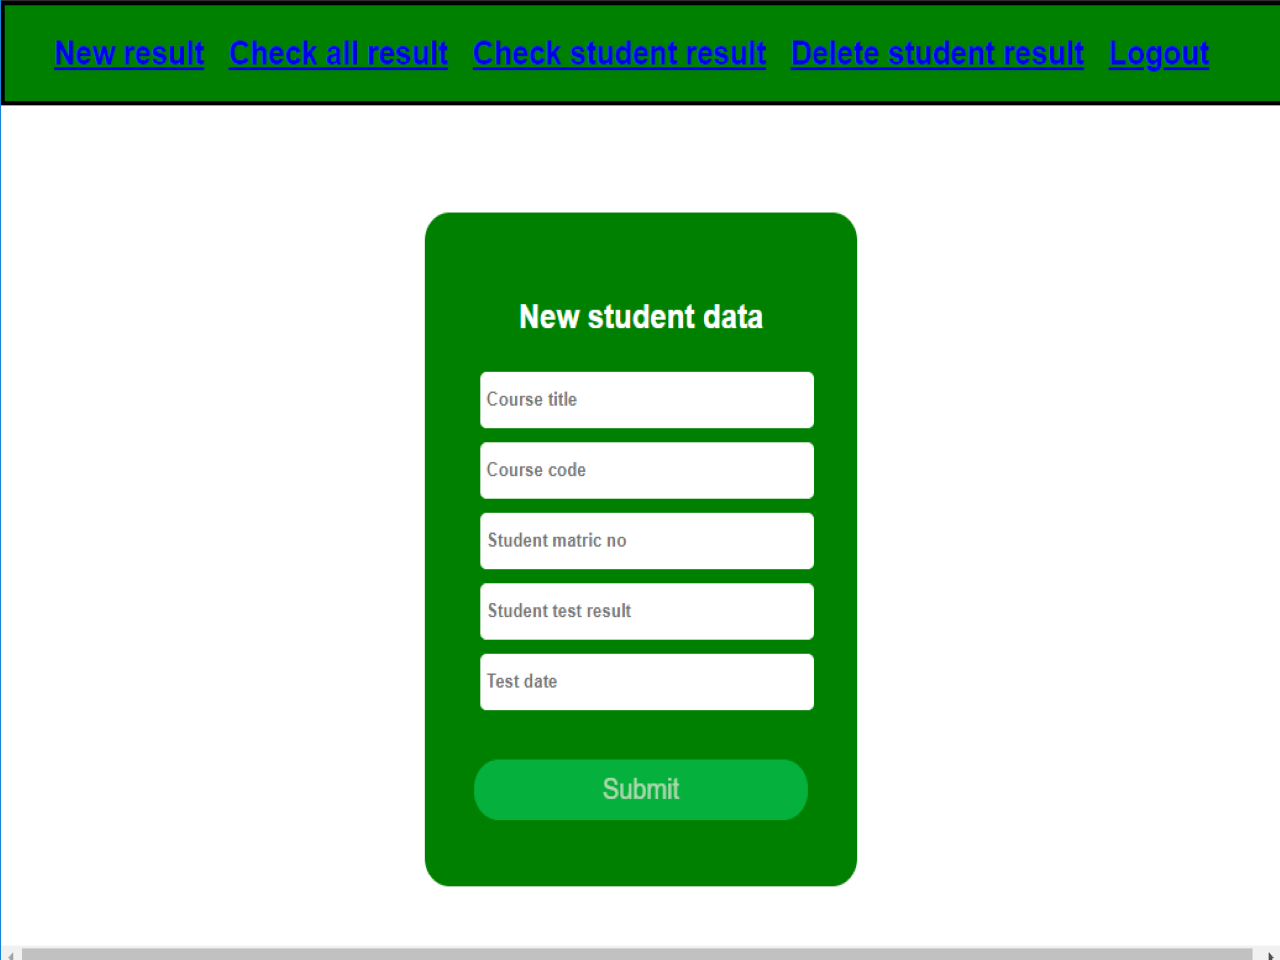 New result Check all result Check student result Delete student result Logout
New student data
Course title
Course code
Student matric no
Student test result
Test date
Submit